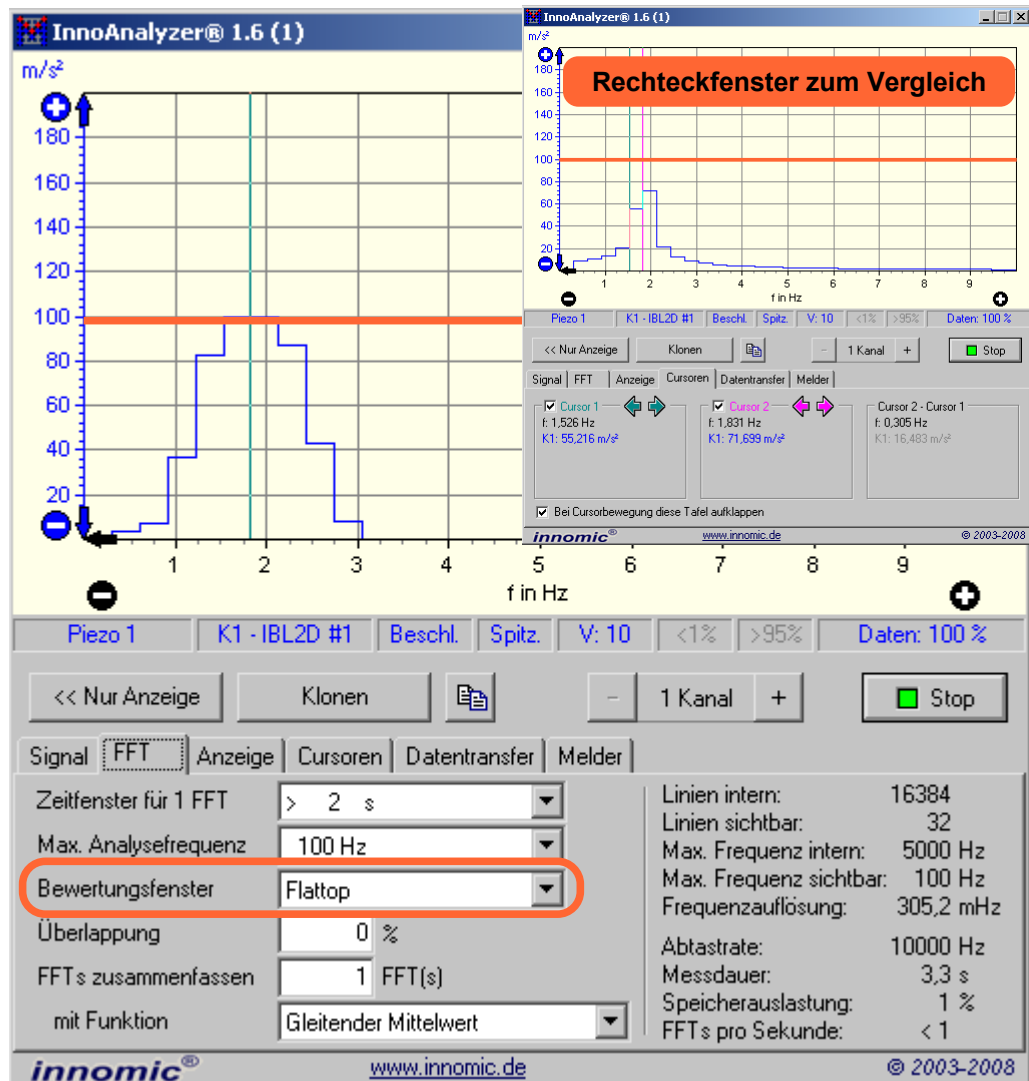 InnoAnalyzer® 1.6 (1)
m/s²
180
160
140
120
100
80
60
40
20
1 2 3 4 5 6 7 8 9
f in Hz
InnoAnalyzer® 1.6 (1)
m/s²
Rechteckfenster zum Vergleich
180
160
140
120
100
80
60
40
20
1 2 3 4 5 6 7 8 9
f in Hz
Piezo 1 K1 - IBL2D #1 Beschl. Spitz. V: 10 <1% >95% Daten: 100 %
<< Nur Anzeige Klonen - 1 Kanal + Stop
Signal FFT Anzeige Cursoren Datentransfer Melder
Cursor 1 Cursor 2 Cursor 2 - Cursor 1
f: 1,526 Hz f: 1,831 Hz f: 0,305 Hz
K1: 55,216 m/s² K1: 71,699 m/s² K1: 16,483 m/s²
Bei Cursorbewegung diese Tafel aufklappen
innomic® www.innomic.de © 2003-2008
Piezo 1 K1 - IBL2D #1 Beschl. Spitz. V: 10 <1% >95% Daten: 100 %
<< Nur Anzeige Klonen - 1 Kanal + Stop
Signal FFT Anzeige Cursoren Datentransfer Melder
Zeitfenster für 1 FFT > 2 s
Max. Analysefrequenz 100 Hz
Bewertungsfenster Flattop
Überlappung 0 %
FFTs zusammenfassen 1 FFT(s)
mit Funktion Gleitender Mittelwert
Linien intern: 16384
Linien sichtbar: 32
Max. Frequenz intern: 5000 Hz
Max. Frequenz sichtbar: 100 Hz
Frequenzauflösung: 305,2 mHz
Abtastrate: 10000 Hz
Messdauer: 3,3 s
Speicherauslastung: 1 %
FFTs pro Sekunde: < 1
innomic® www.innomic.de © 2003-2008